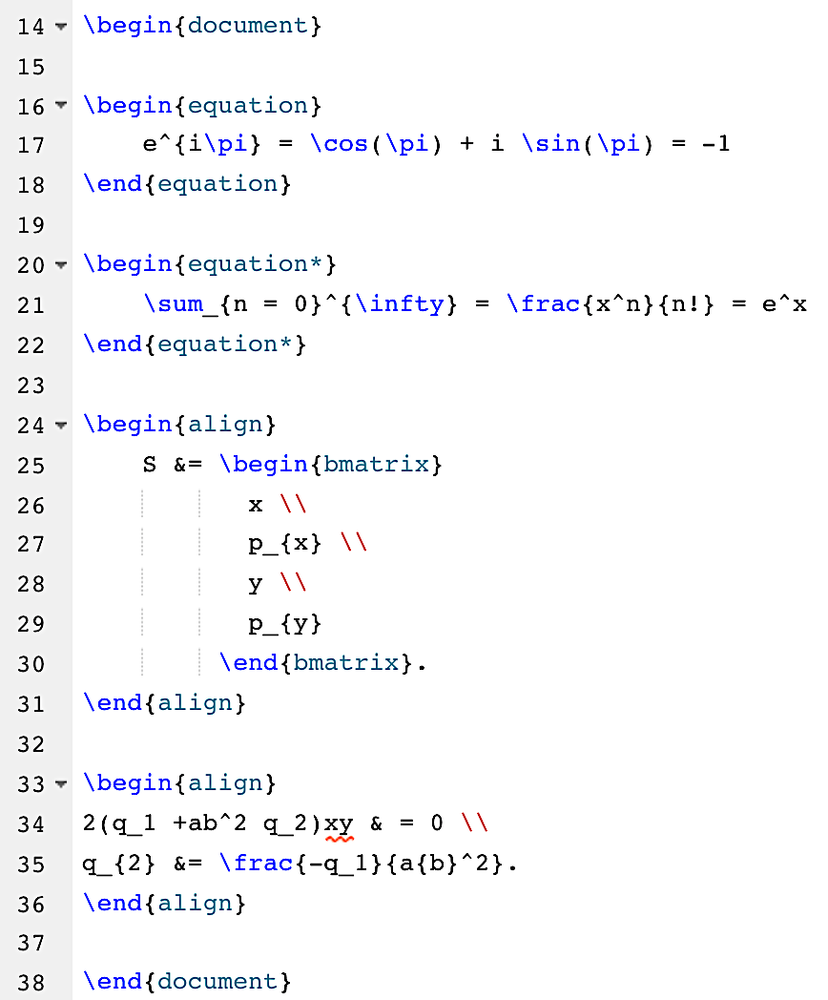 14 \begin{document}
15
16 \begin{equation}
17 e^{i\pi} = \cos(\pi) + i \sin(\pi) = -1
18 \end{equation}
19
20 \begin{equation*}
21 \sum_{n = 0}^{\infty} = \frac{x^n}{n!} = e^x
22 \end{equation*}
23
24 \begin{align}
25 S &= \begin{bmatrix}
26 x \\
27 p_{x} \\
28 y \\
29 p_{y}
30 \end{bmatrix}.
31 \end{align}
32
33 \begin{align}
34 2(q_1 +ab^2 q_2)xy & = 0 \\
35 q_{2} &= \frac{-q_1}{a{b}^2}.
36 \end{align}
37
38 \end{document}